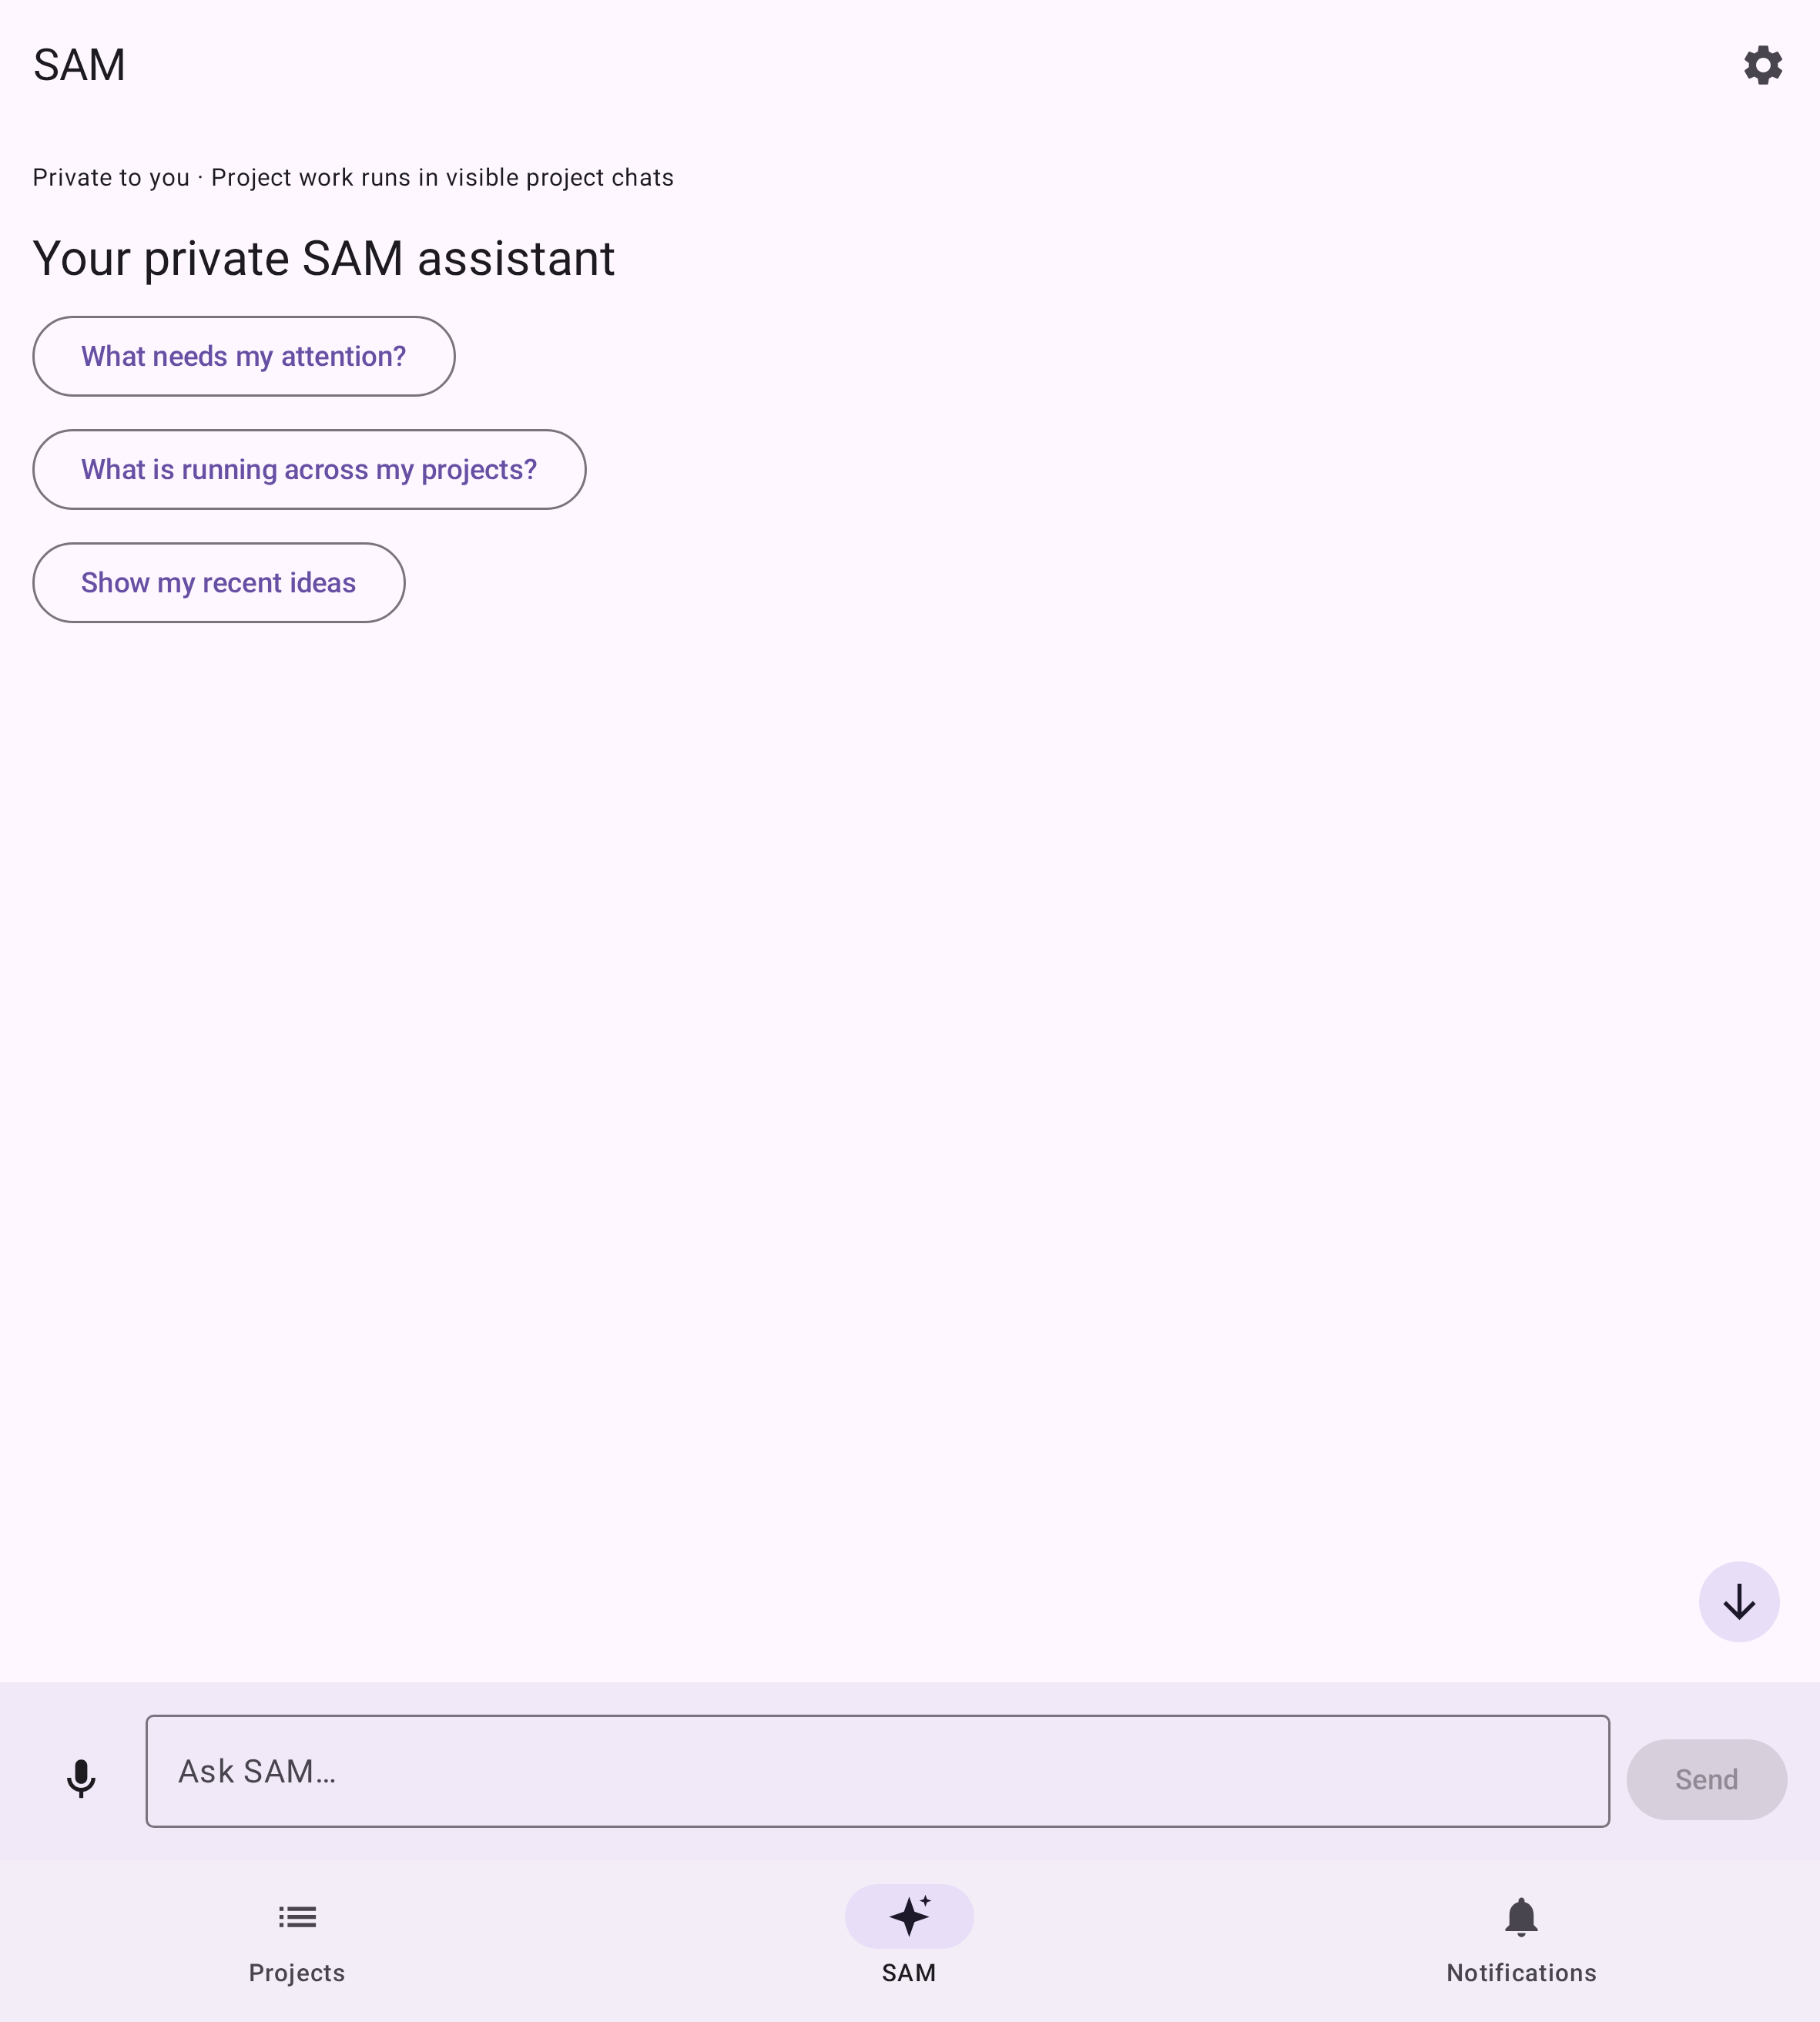 SAM
Private to you · Project work runs in visible project chats
Your private SAM assistant
What needs my attention?
What is running across my projects?
Show my recent ideas
Ask SAM…
Send
Projects
SAM
Notifications